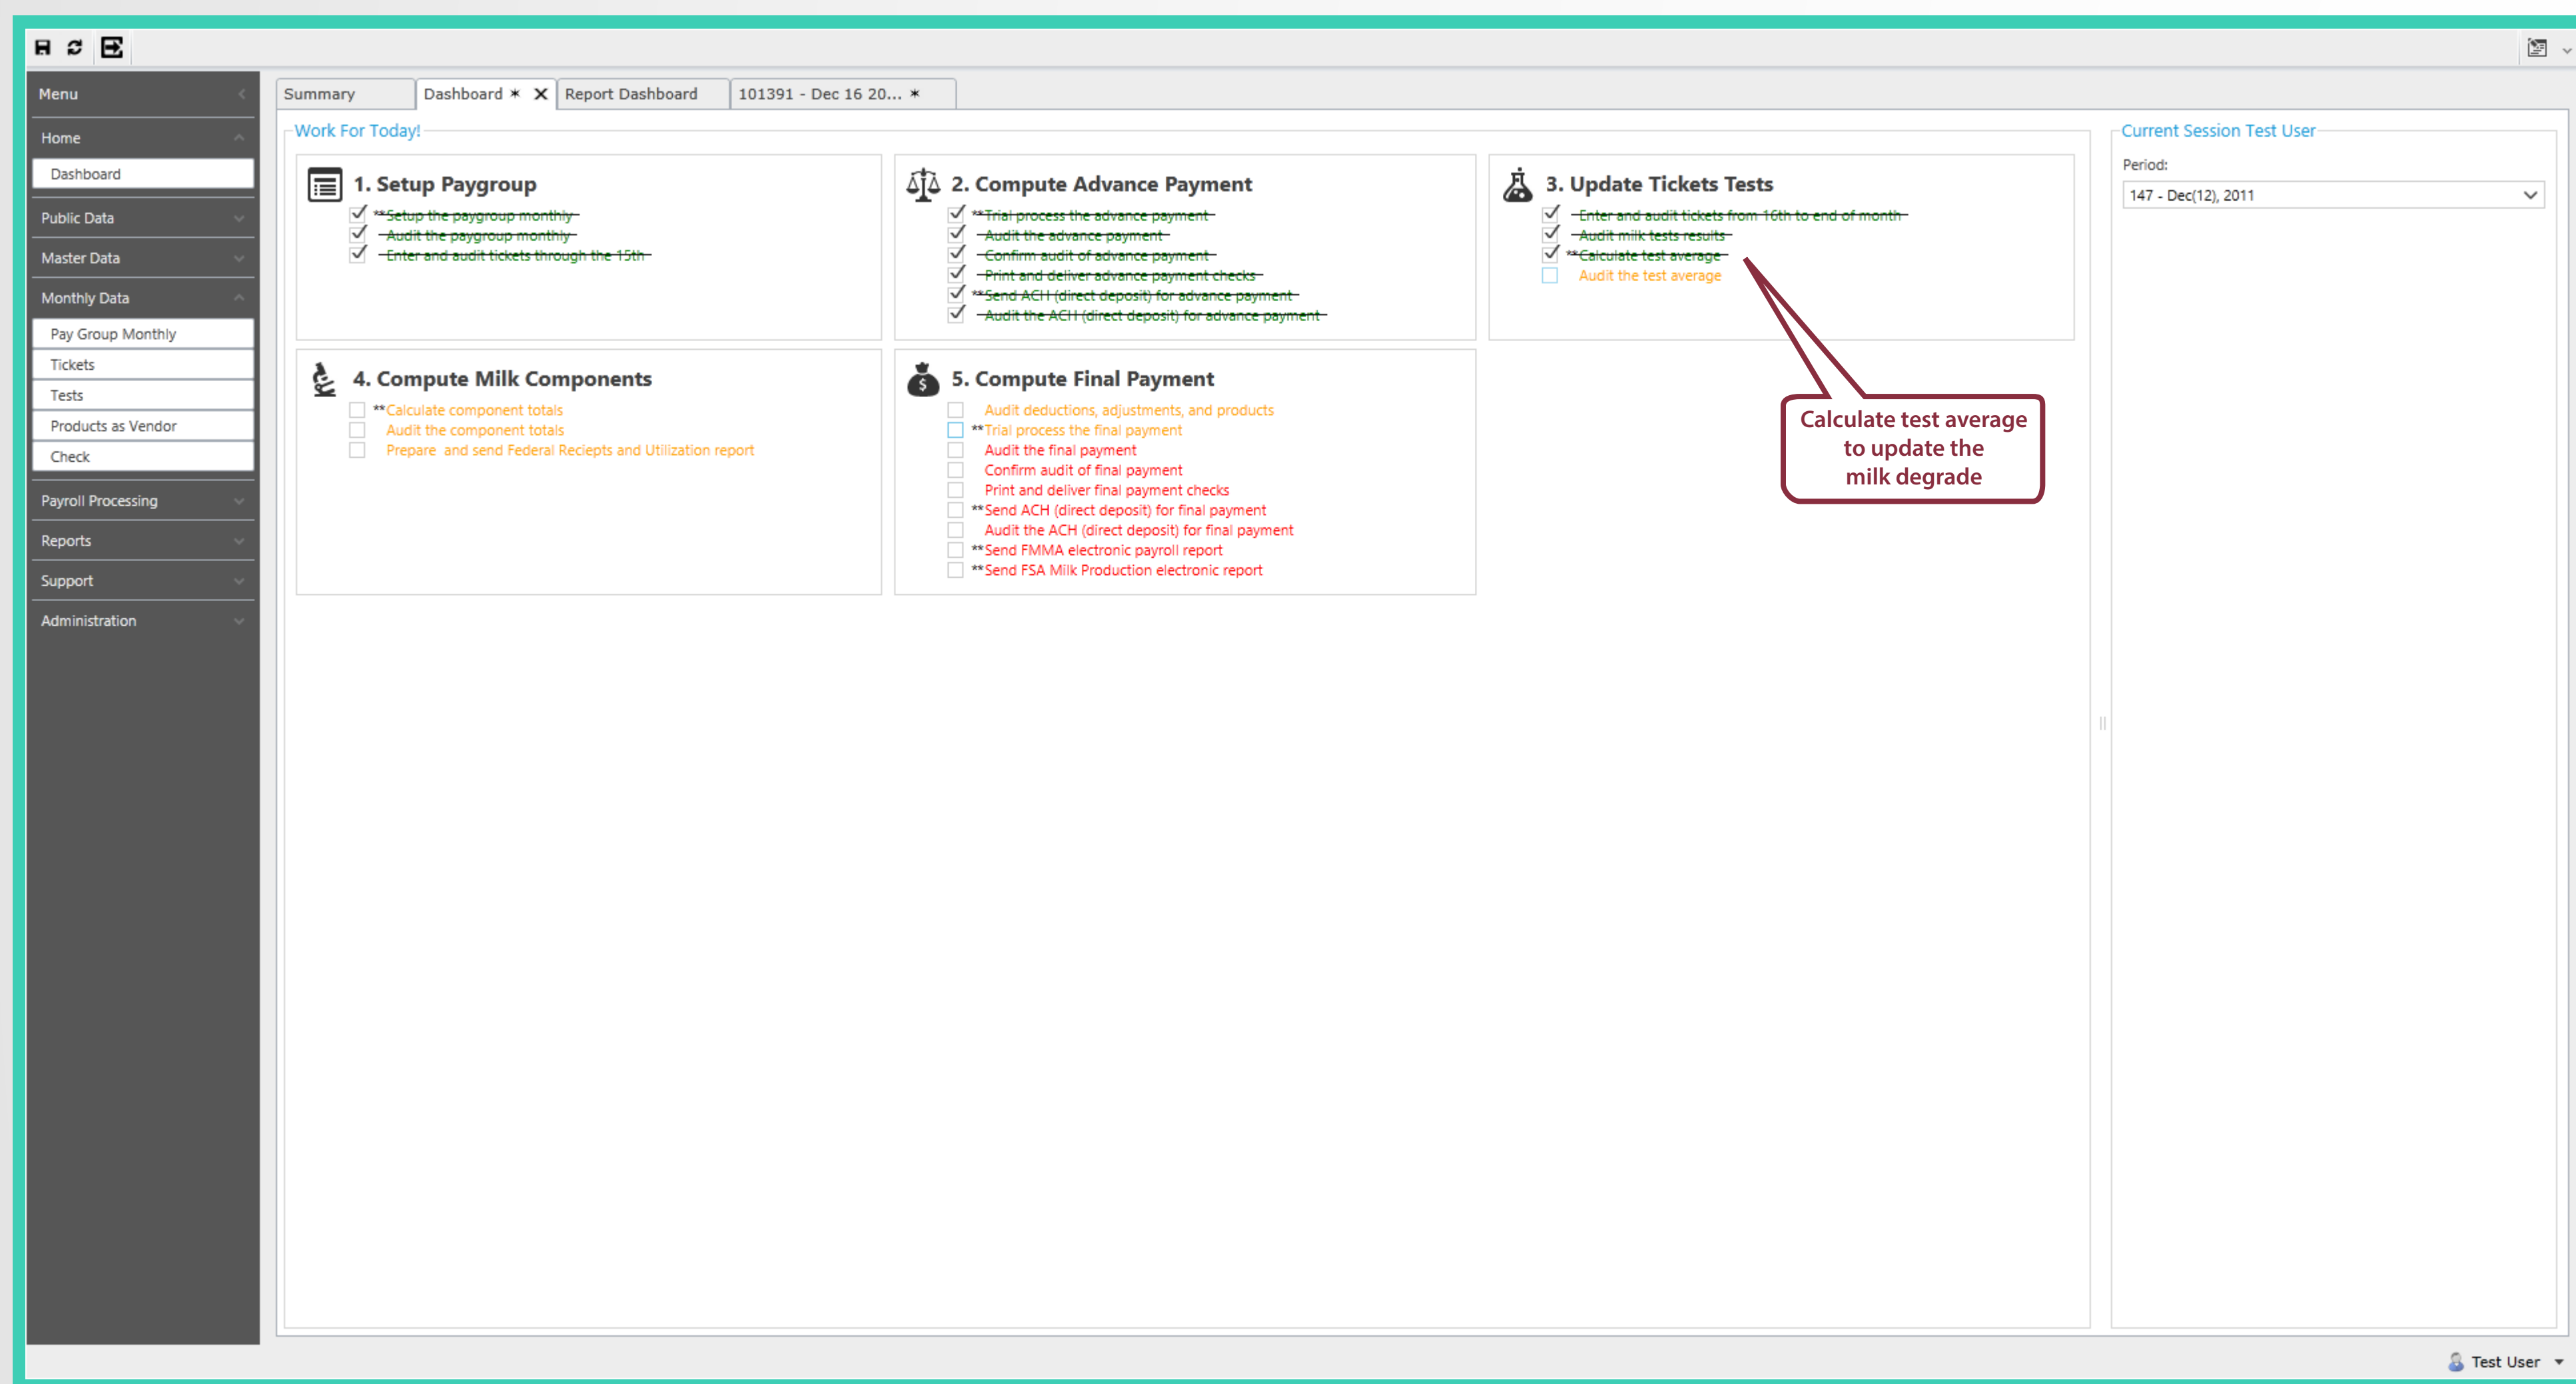 Menu
Home
Dashboard
Public Data
Master Data
Monthly Data
Pay Group Monthly
Tickets
Tests
Products as Vendor
Check
Payroll Processing
Reports
Support
Administration
Summary
Dashboard *
Report Dashboard
101391 - Dec 16 20... *
Work For Today!
1. Setup Paygroup
**Setup the paygroup monthly
Audit the paygroup monthly
Enter and audit tickets through the 15th
2. Compute Advance Payment
**Trial process the advance payment
Audit the advance payment
Confirm audit of advance payment
Print and deliver advance payment checks
**Send ACH (direct deposit) for advance payment
Audit the ACH (direct deposit) for advance payment
3. Update Tickets Tests
Enter and audit tickets from 16th to end of month
Audit milk tests results
**Calculate test average
Audit the test average
4. Compute Milk Components
**Calculate component totals
Audit the component totals
Prepare and send Federal Reciepts and Utilization report
5. Compute Final Payment
Audit deductions, adjustments, and products
**Trial process the final payment
Audit the final payment
Confirm audit of final payment
Print and deliver final payment checks
**Send ACH (direct deposit) for final payment
Audit the ACH (direct deposit) for final payment
**Send FMMA electronic payroll report
**Send FSA Milk Production electronic report
Calculate test average
to update the
milk degrade
Current Session Test User
Period:
147 - Dec(12), 2011
Test User